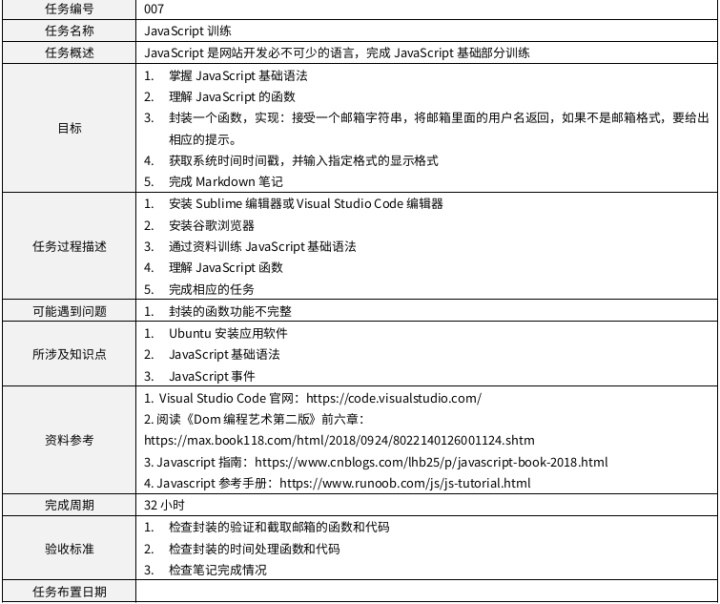 任务编号 007
任务名称 JavaScript 训练
任务概述 JavaScript 是网站开发必不可少的语言，完成 JavaScript 基础部分训练
目标
1. 掌握 JavaScript 基础语法
2. 理解 JavaScript 的函数
3. 封装一个函数，实现：接受一个邮箱字符串，将邮箱里面的用户名返回，如果不是邮箱格式，要给出
相应的提示。
4. 获取系统时间时间戳，并输入指定格式的显示格式
5. 完成 Markdown 笔记
任务过程描述
1. 安装 Sublime 编辑器或 Visual Studio Code 编辑器
2. 安装谷歌浏览器
3. 通过资料训练 JavaScript 基础语法
4. 理解 JavaScript 函数
5. 完成相应的任务
可能遇到问题 1. 封装的函数功能不完整
所涉及知识点
1. Ubuntu 安装应用软件
2. JavaScript 基础语法
3. JavaScript 事件
资料参考
1. Visual Studio Code 官网：https://code.visualstudio.com/
2. 阅读《Dom 编程艺术第二版》前六章：
https://max.book118.com/html/2018/0924/8022140126001124.shtm
3. Javascript 指南：https://www.cnblogs.com/lhb25/p/javascript-book-2018.html
4. Javascript 参考手册：https://www.runoob.com/js/js-tutorial.html
完成周期 32 小时
验收标准
1. 检查封装的验证和截取邮箱的函数和代码
2. 检查封装的时间处理函数和代码
3. 检查笔记完成情况
任务布置日期